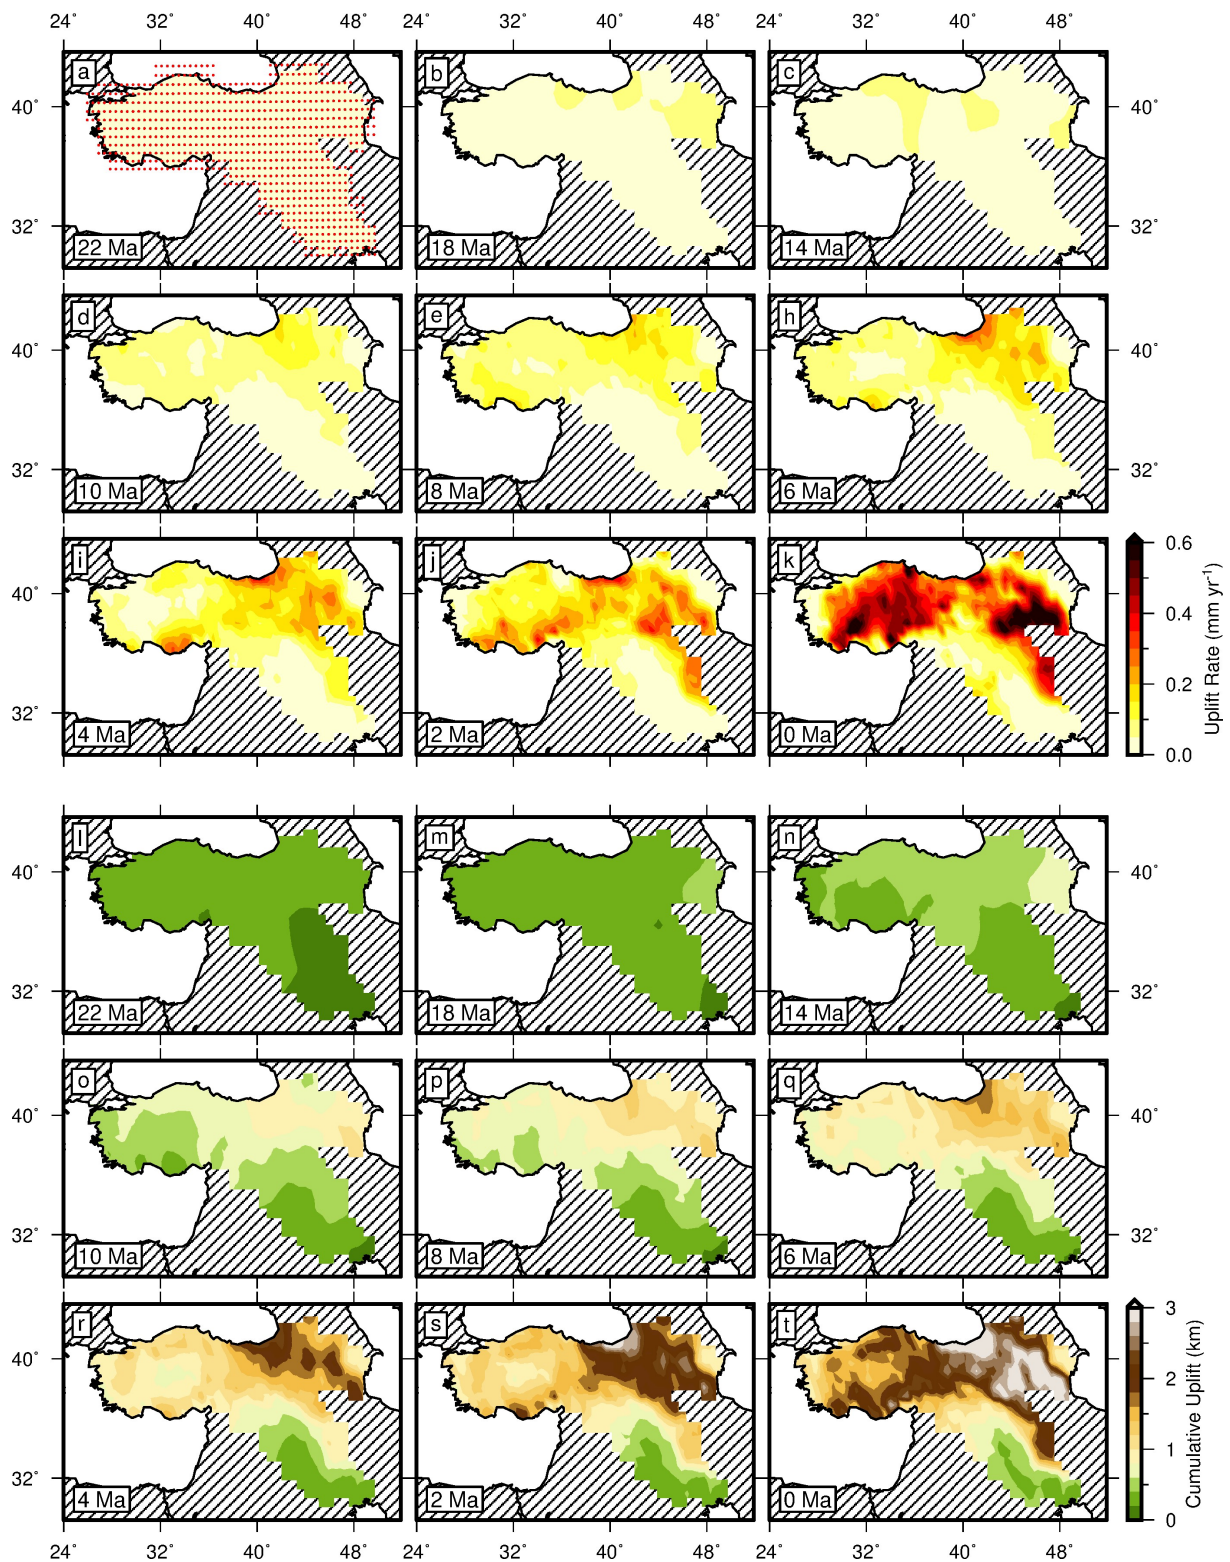 24° 32° 40° 48° 24° 32° 40° 48°
40° a b c 40°
32° 22 Ma 18 Ma 14 Ma 32°
40° d e h 40°
32° 10 Ma 8 Ma 6 Ma 32°
40° i j k 0.6
0.4
0.2
32° 4 Ma 2 Ma 0 Ma 0.0
Uplift Rate (mm yr⁻¹)
40° l m n 40°
32° 22 Ma 18 Ma 14 Ma 32°
40° o p q 40°
32° 10 Ma 8 Ma 6 Ma 32°
40° r s t 3
2
1
32° 4 Ma 2 Ma 0 Ma 0
Cumulative Uplift (km)
24° 32° 40° 48° 24° 32° 40° 48° 24° 32° 40° 48°